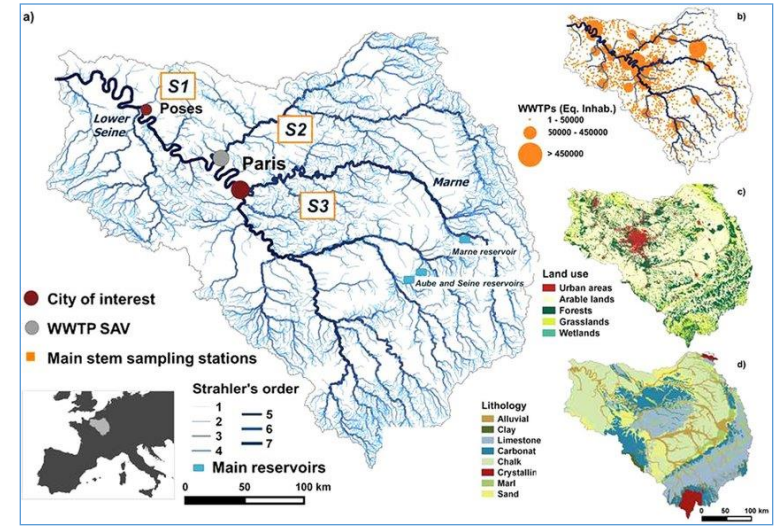 a)
S1
Poses
Lower
Seine
S2
Paris
Marne
S3
Marne reservoir
Aube and Seine reservoirs
City of interest
WWTP SAV
Main stem sampling stations
Strahler's order
1
2
3
4
5
6
7
Main reservoirs
0 50 100 km
b)
WWTPs (Eq. Inhab.)
1 - 50000
50000 - 450000
> 450000
c)
Land use
Urban areas
Arable lands
Forests
Grasslands
Wetlands
d)
Lithology
Alluvial
Clay
Limestone
Carbonat
Chalk
Crystallin
Marl
Sand
0 50 100 km